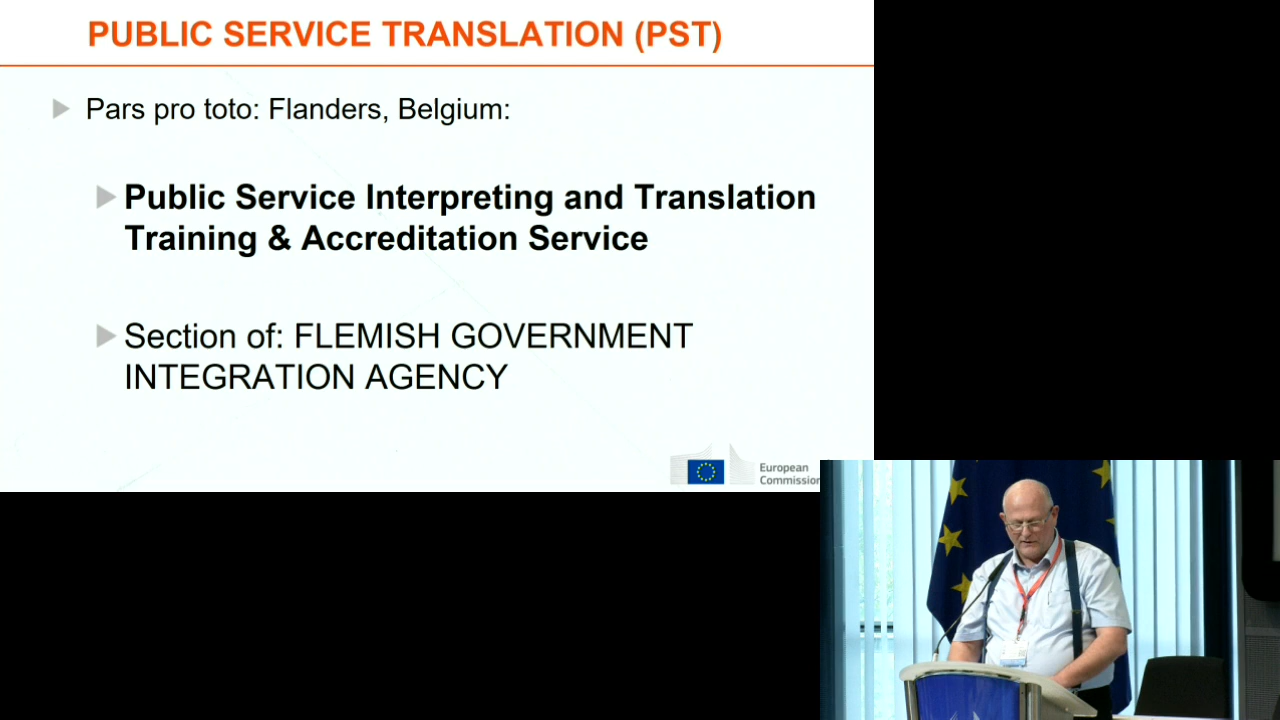 PUBLIC SERVICE TRANSLATION (PST)
Pars pro toto: Flanders, Belgium:
Public Service Interpreting and Translation
Training & Accreditation Service
Section of: FLEMISH GOVERNMENT
INTEGRATION AGENCY
European
Commission